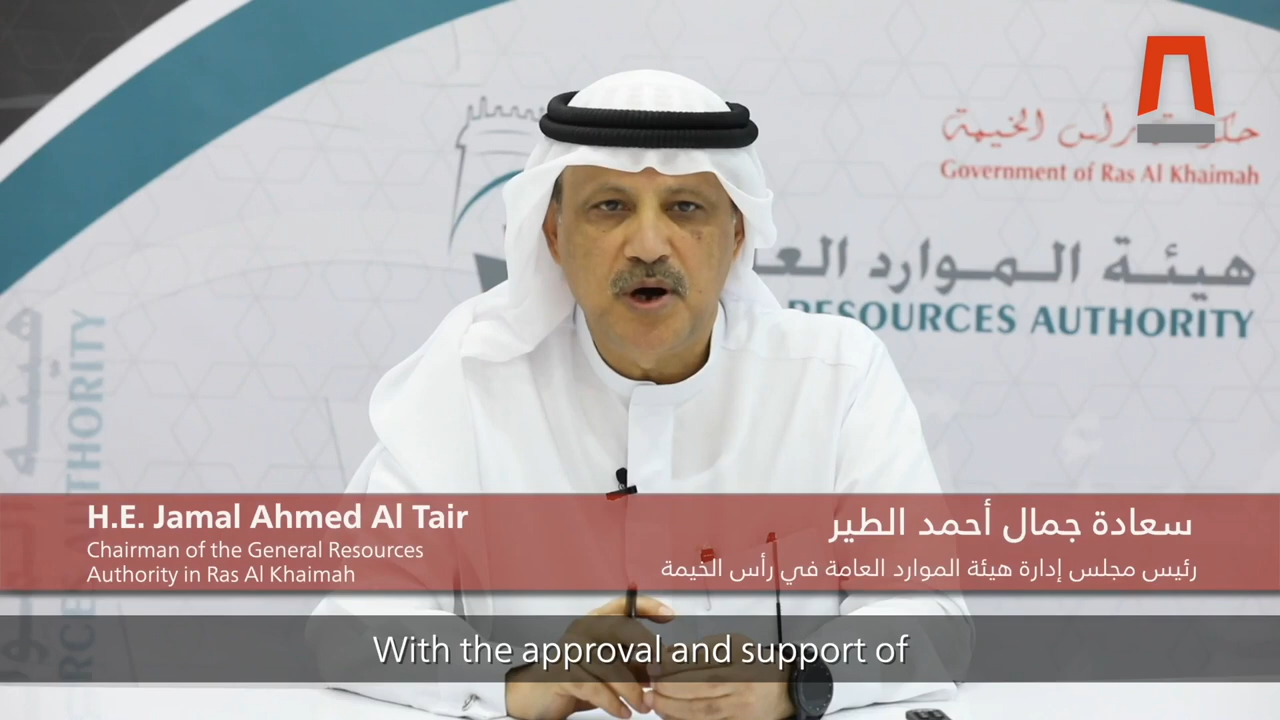 حكومة رأس الخيمة
Government of Ras Al Khaimah
هيئة الموارد
RESOURCES AUTHORITY
هيئة
AUTHORITY
H.E. Jamal Ahmed Al Tair
Chairman of the General Resources
Authority in Ras Al Khaimah
سعادة جمال أحمد الطير
رئيس مجلس إدارة هيئة الموارد العامة في رأس الخيمة
With the approval and support of